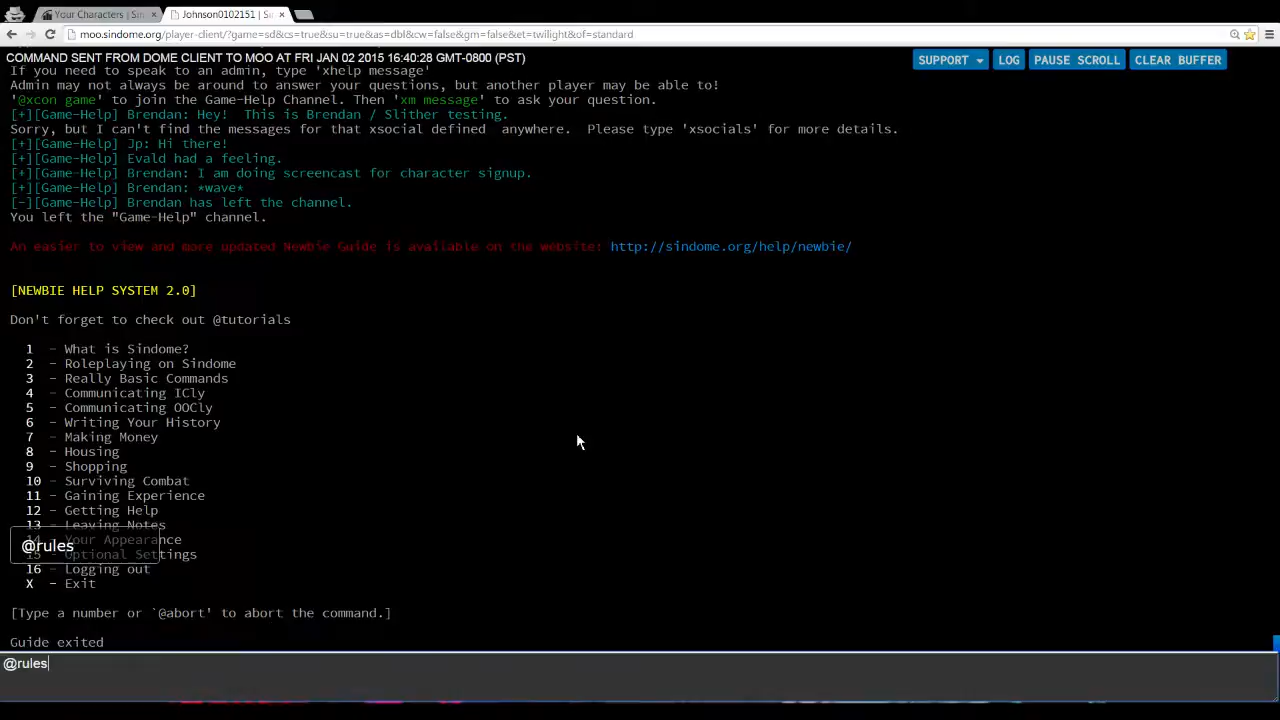 Your Characters | Sin
Johnson0102151 | Sindome
moo.sindome.org/player-client/?game=sd&cs=true&su=true&as=dbl&cw=false&gm=false&et=twilight&of=standard
COMMAND SENT FROM DOME CLIENT TO MOO AT FRI JAN 02 2015 16:40:28 GMT-0800 (PST)
SUPPORT LOG PAUSE SCROLL CLEAR BUFFER
If you need to speak to an admin, type 'xhelp message'
Admin may not always be around to answer your questions, but another player may be able to!
'@xcon game' to join the Game-Help Channel. Then 'xm message' to ask your question.
[+][Game-Help] Brendan: Hey!  This is Brendan / Slither testing.
Sorry, but I can't find the messages for that xsocial defined  anywhere.  Please type 'xsocials' for more details.
[+][Game-Help] Jp: Hi there!
[+][Game-Help] Evald had a feeling.
[+][Game-Help] Brendan: I am doing screencast for character signup.
[+][Game-Help] Brendan: *wave*
[-][Game-Help] Brendan has left the channel.
You left the "Game-Help" channel.
An easier to view and more updated Newbie Guide is available on the website: http://sindome.org/help/newbie/
[NEWBIE HELP SYSTEM 2.0]
Don't forget to check out @tutorials
1 - What is Sindome?
2 - Roleplaying on Sindome
3 - Really Basic Commands
4 - Communicating ICly
5 - Communicating OOCly
6 - Writing Your History
7 - Making Money
8 - Housing
9 - Shopping
10 - Surviving Combat
11 - Gaining Experience
12 - Getting Help
13 - Leaving Notes
14 - Your Appearance
@rules
15 - Optional Settings
16 - Logging out
X - Exit
[Type a number or `@abort' to abort the command.]
Guide exited
@rules